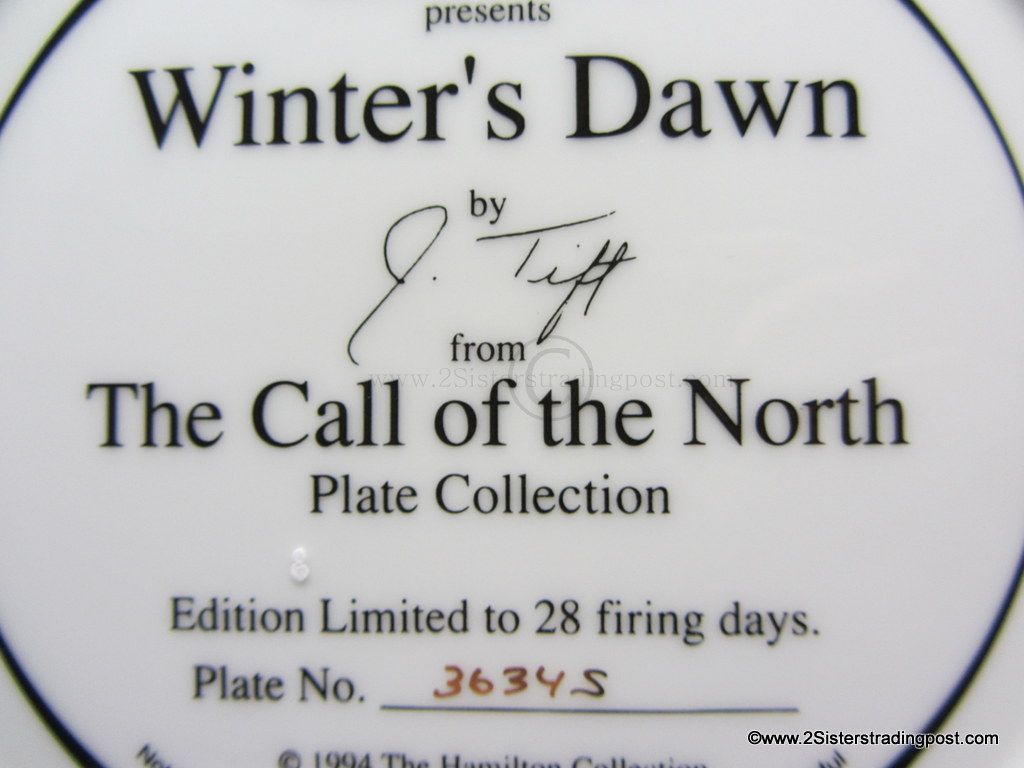 presents
Winter's Dawn
by
J. Tift
from
www.2Sisterstradingpost.com
©
The Call of the North
Plate Collection
Edition Limited to 28 firing days.
Plate No. 3634S
© 1994 The Hamilton Collection
©www.2Sisterstradingpost.com